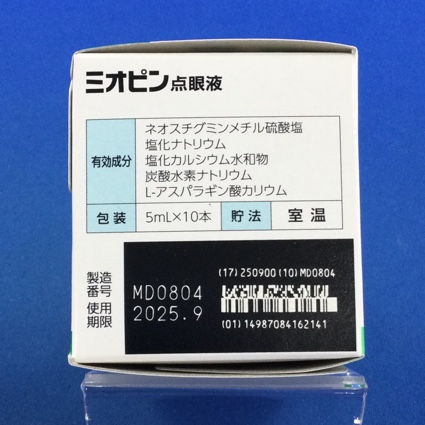 ミオピン点眼液
有効成分
ネオスチグミンメチル硫酸塩
塩化ナトリウム
塩化カルシウム水和物
炭酸水素ナトリウム
L-アスパラギン酸カリウム
包装 5mL×10本 貯法 室温
製造番号 MD0804
使用期限 2025.9
(17)250900(10)MD0804
(01)14987084162141